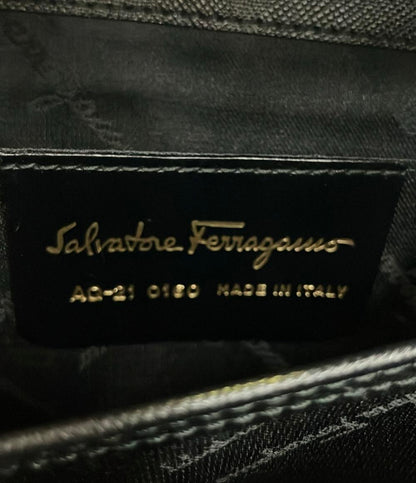 Salvatore Ferragamo
AQ-21 0180 MADE IN ITALY